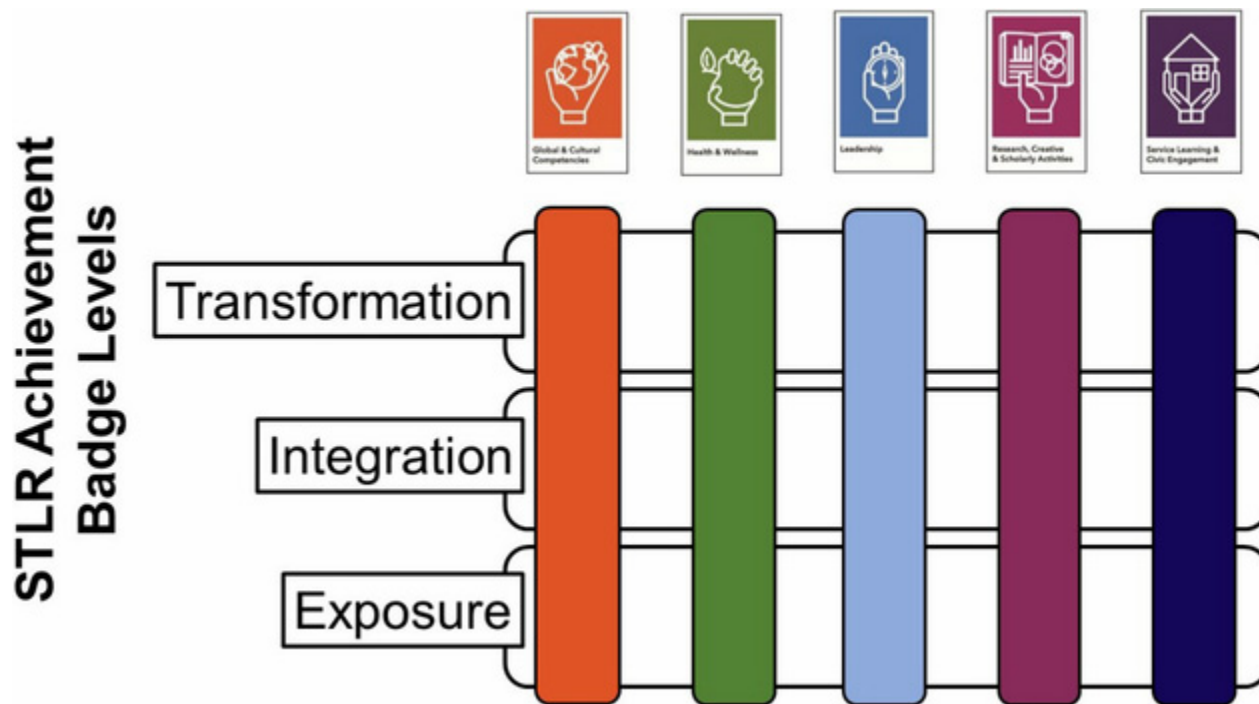 STLR Achievement
Badge Levels
Global & Cultural
Competencies
Health & Wellness
Leadership
Research, Creative
& Scholarly Activities
Service Learning &
Civic Engagement
Transformation
Integration
Exposure